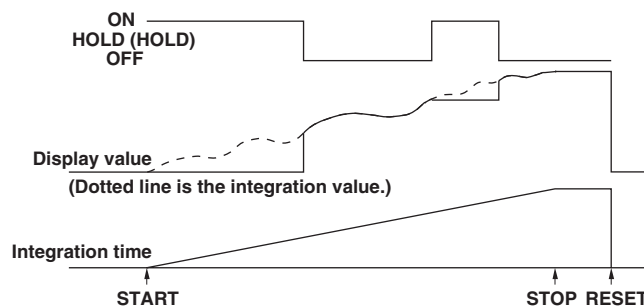 ON
HOLD (HOLD)
OFF
Display value
(Dotted line is the integration value.)
Integration time
START
STOP RESET